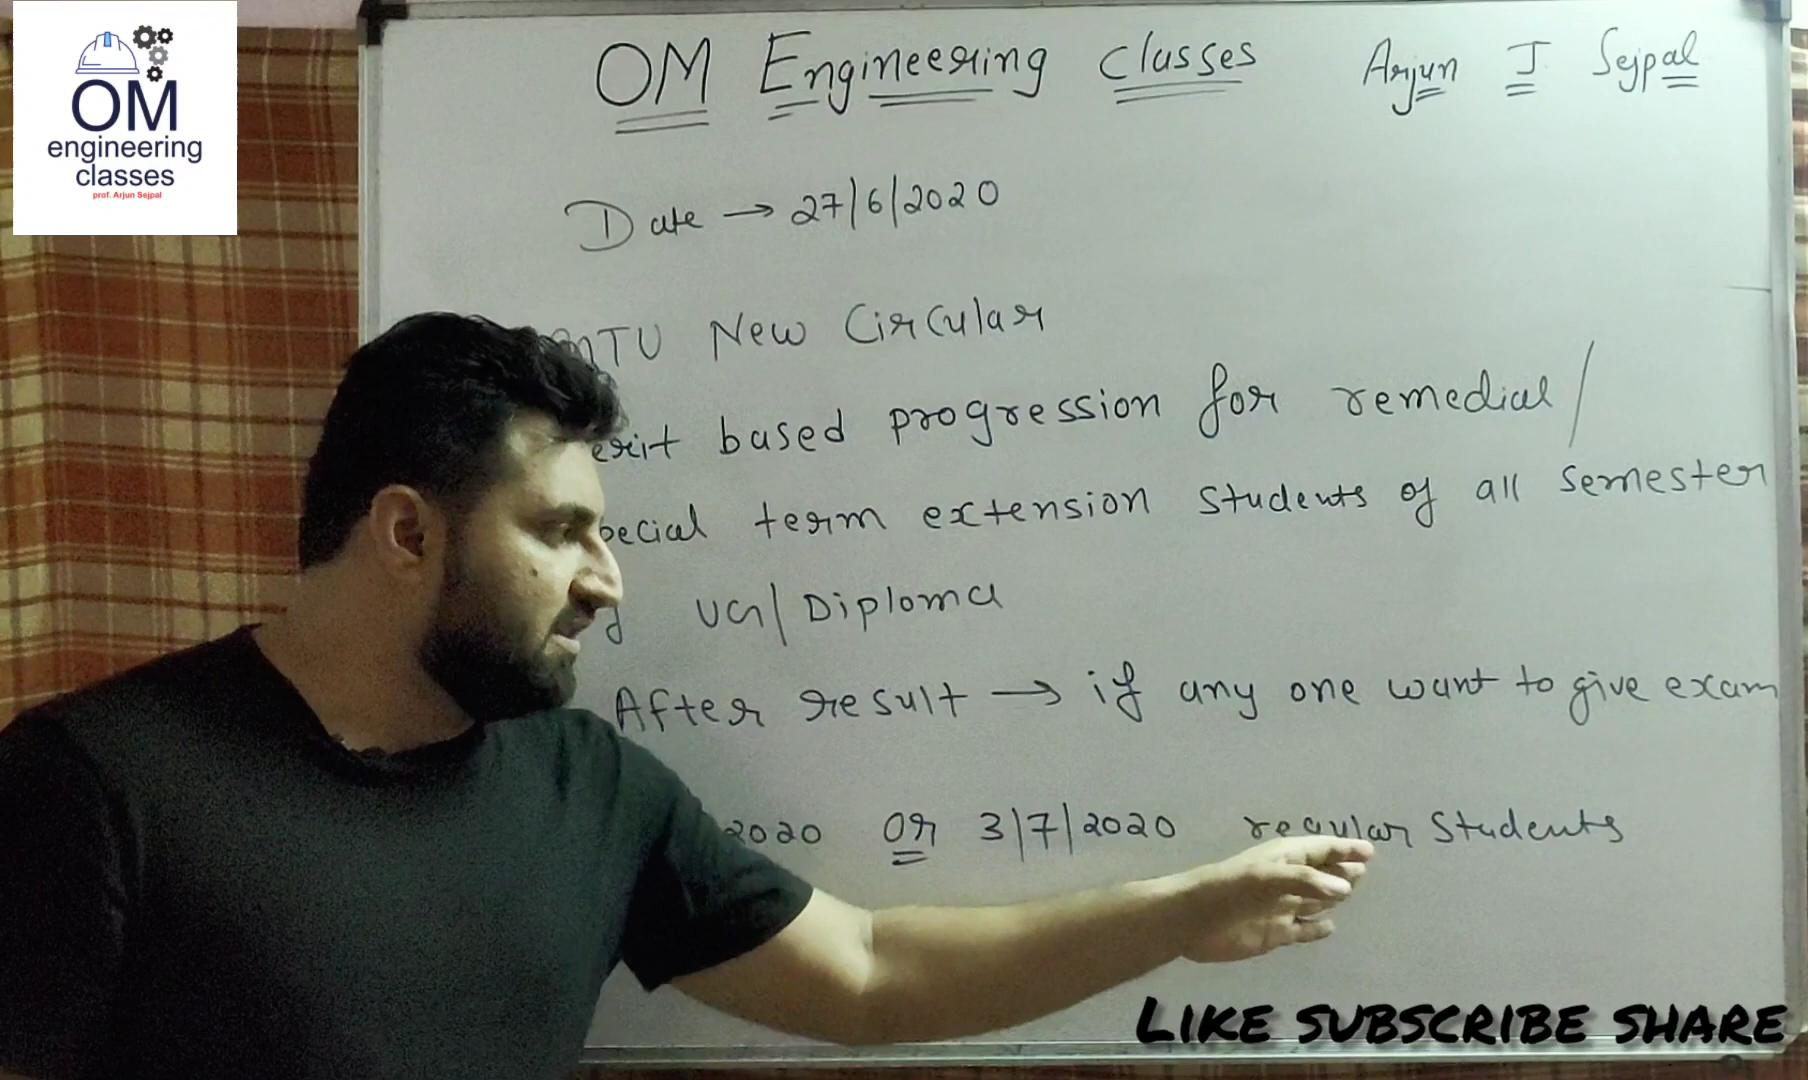 OM
engineering
classes
prof. Arjun Sejpal
OM Engineering Classes Arjun J. Sejpal
Date → 27/6/2020
TU New Circular
erit based progression for remedial/
pecial term extension students of all semester
UG/Diploma
After result → if any one want to give exam
2020 or 3/7/2020 regular students
LIKE SUBSCRIBE SHARE